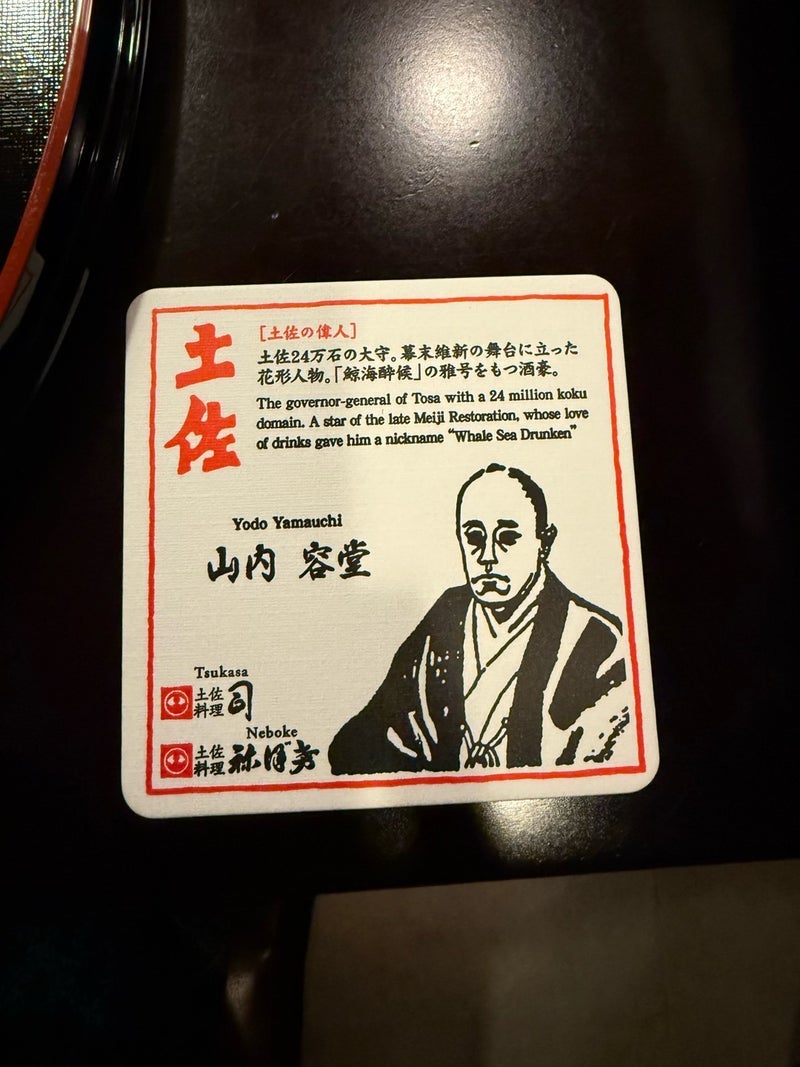 土佐
[土佐の偉人]
土佐24万石の大守。幕末維新の舞台に立った
花形人物。「鯨海酔候」の雅号をもつ酒豪。
The governor-general of Tosa with a 24 million koku
domain. A star of the late Meiji Restoration, whose love
of drinks gave him a nickname “Whale Sea Drunken”
Yodo Yamauchi
山内 容堂
Tsukasa
土佐
料理 司
Neboke
土佐
料理 祢保希